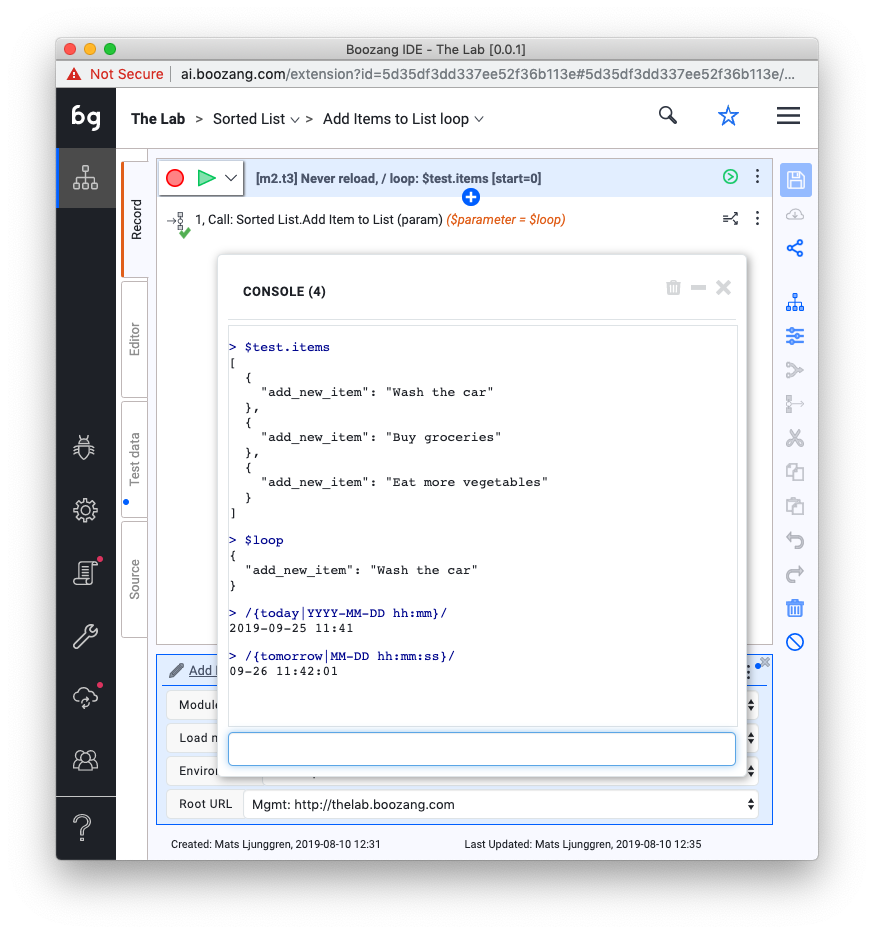 Boozang IDE - The Lab [0.0.1]
Not Secure | ai.boozang.com/extension?id=5d35df3dd337ee52f36b113e#5d35df3dd337ee52f36b113e/...
bg
The Lab > Sorted List > Add Items to List loop
Record
Editor
Test data
Source
[m2.t3] Never reload, / loop: $test.items [start=0]
1, Call: Sorted List.Add Item to List (param) ($parameter = $loop)
CONSOLE (4)
> $test.items
[
{
"add_new_item": "Wash the car"
},
{
"add_new_item": "Buy groceries"
},
{
"add_new_item": "Eat more vegetables"
}
]
> $loop
{
"add_new_item": "Wash the car"
}
> /{today|YYYY-MM-DD hh:mm}/
2019-09-25 11:41
> /{tomorrow|MM-DD hh:mm:ss}/
09-26 11:42:01
Add
Module
Load
Enviro
Root URL Mgmt: http://thelab.boozang.com
Created: Mats Ljunggren, 2019-08-10 12:31 Last Updated: Mats Ljunggren, 2019-08-10 12:35